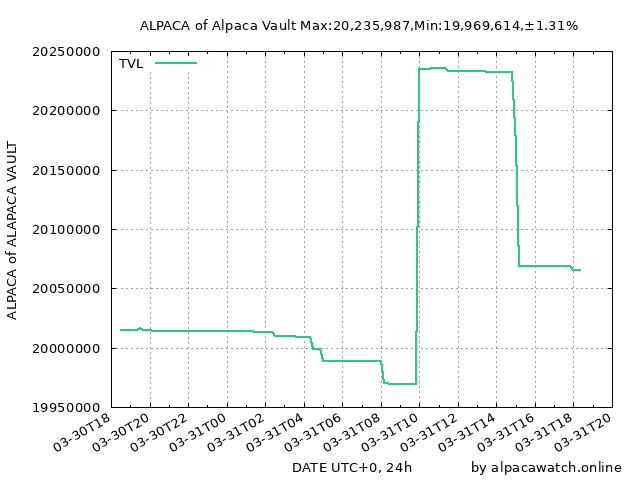 ALPACA of Alpaca Vault Max:20,235,987,Min:19,969,614,±1.31%
TVL
20250000
20200000
20150000
20100000
20050000
20000000
19950000
ALPACA of ALAPACA VAULT
03-30T18
03-30T20
03-30T22
03-31T00
03-31T02
03-31T04
03-31T06
03-31T08
03-31T10
03-31T12
03-31T14
03-31T16
03-31T18
03-31T20
DATE UTC+0, 24h
by alpacawatch.online